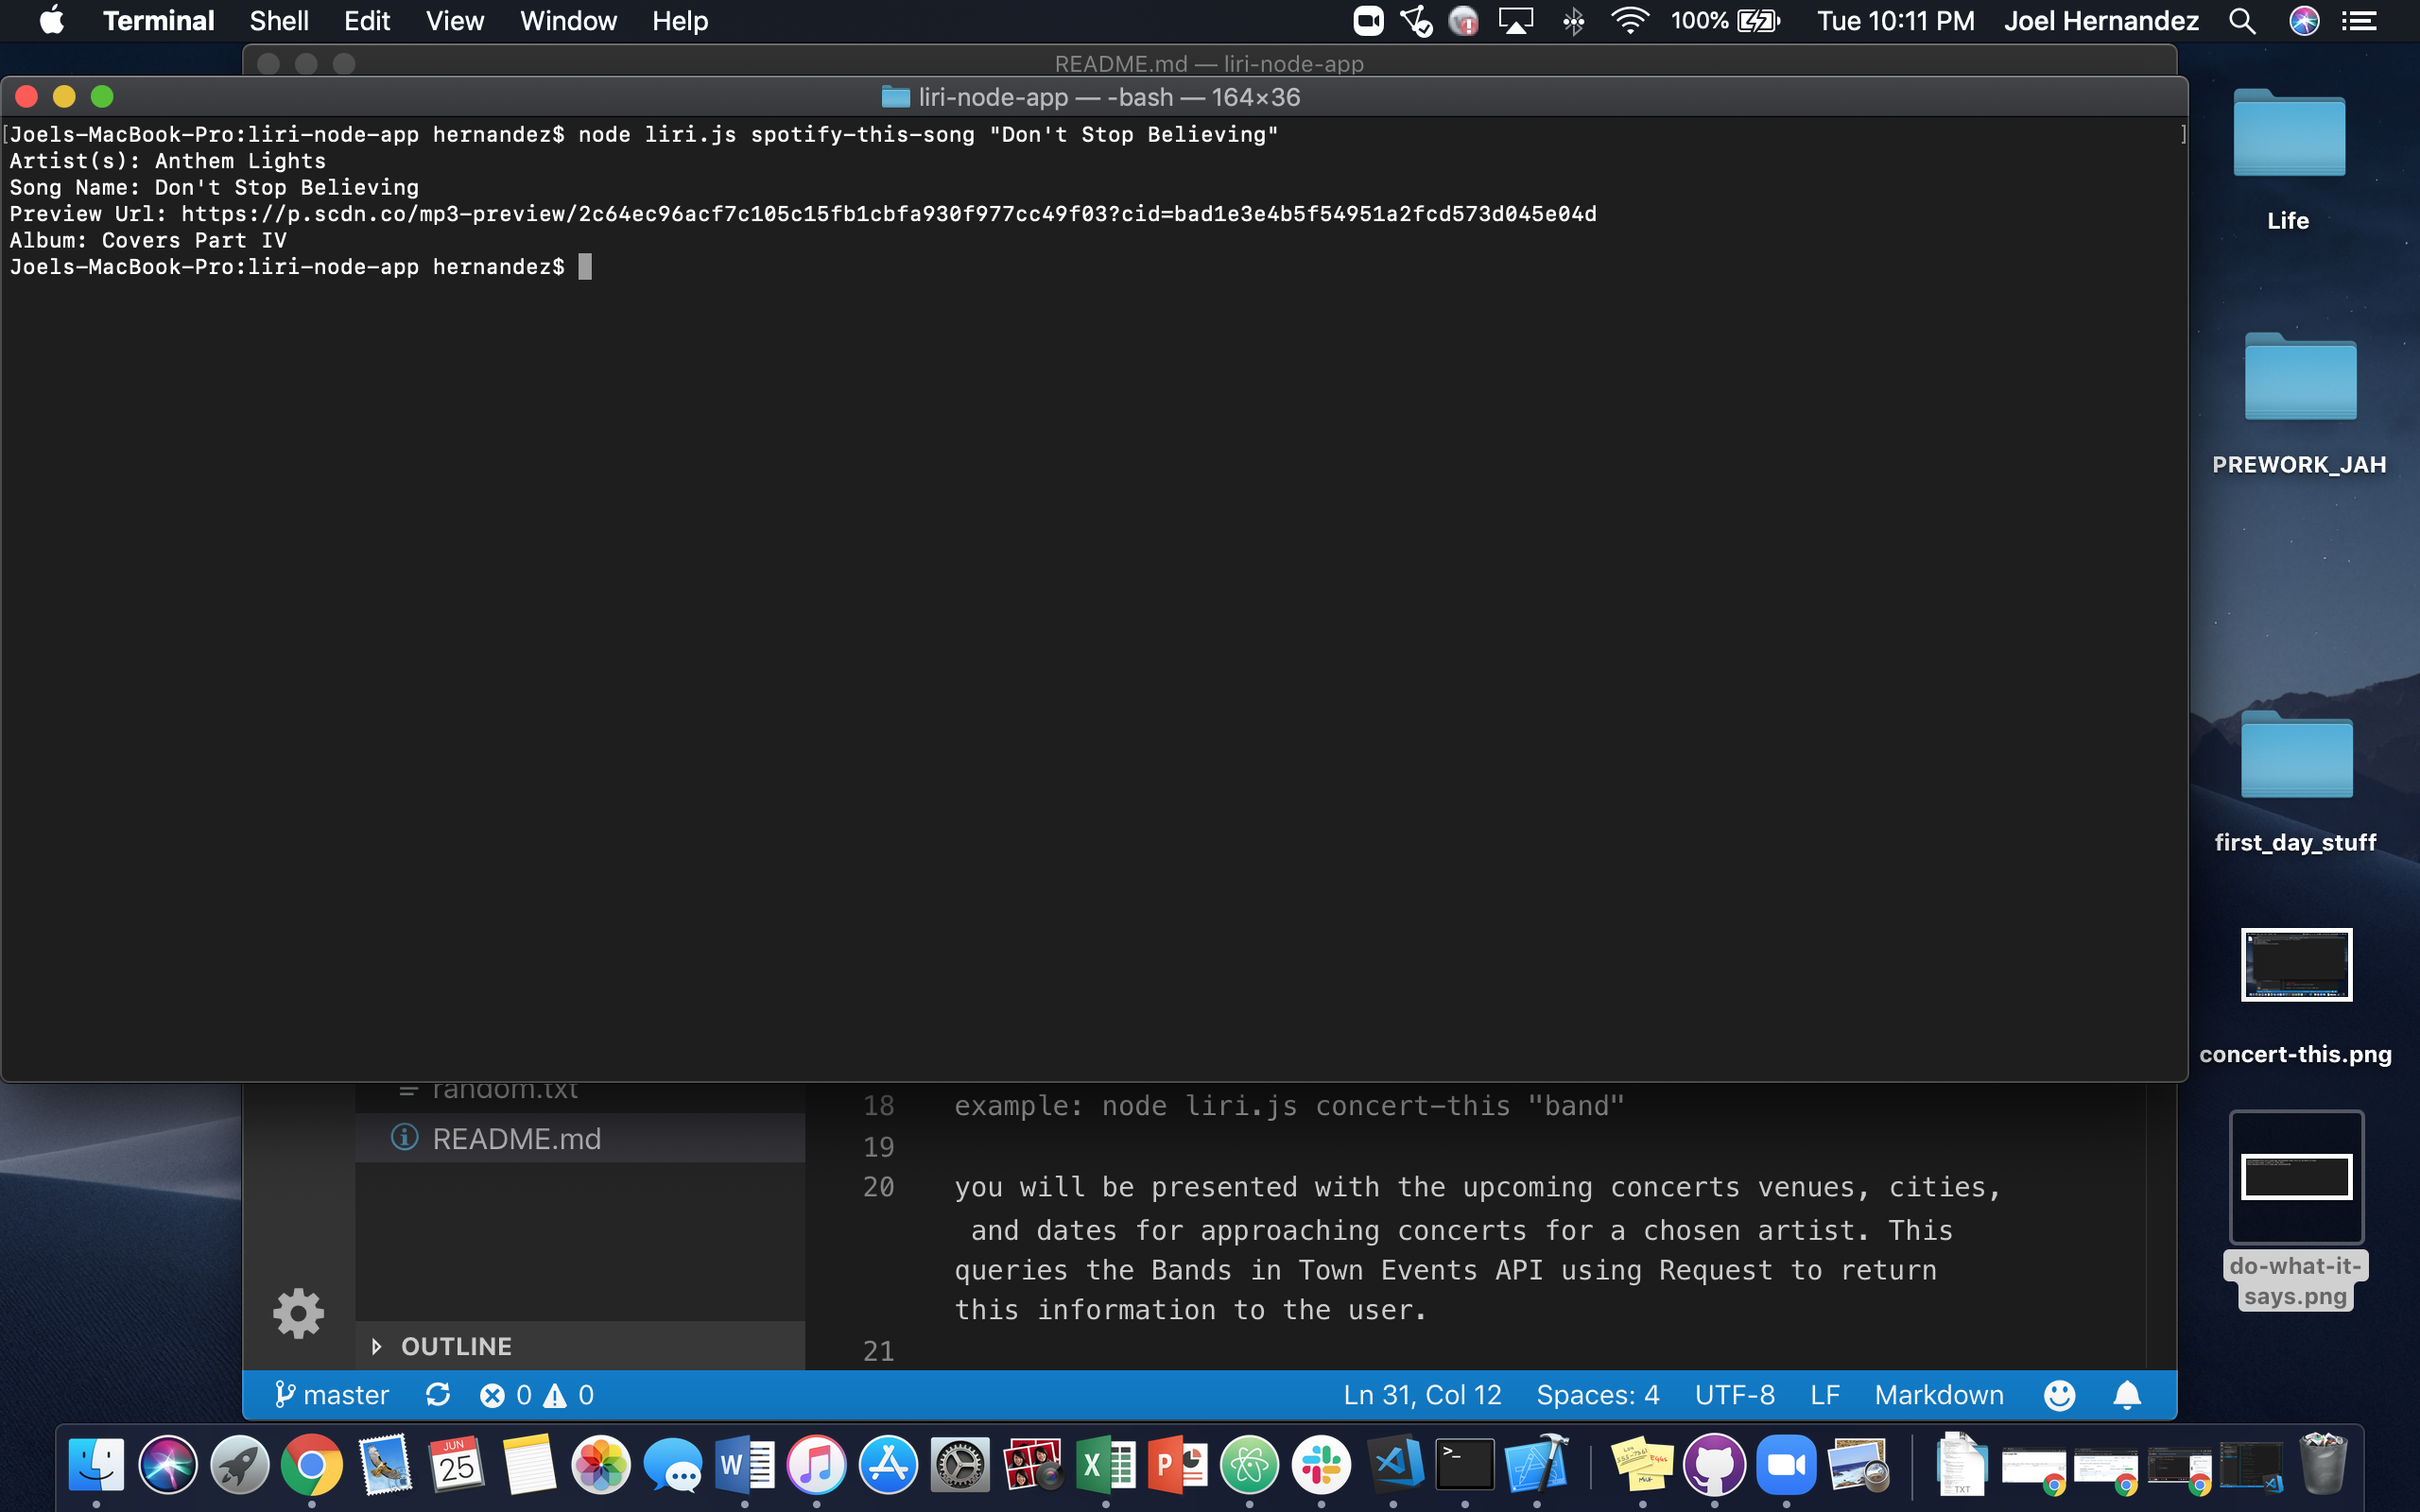 Terminal Shell Edit View Window Help 100% Tue 10:11 PM Joel Hernandez
README.md — liri-node-app
liri-node-app — -bash — 164×36
[Joels-MacBook-Pro:liri-node-app hernandez$ node liri.js spotify-this-song "Don't Stop Believing" ]
Artist(s): Anthem Lights
Song Name: Don't Stop Believing
Preview Url: https://p.scdn.co/mp3-preview/2c64ec96acf7c105c15fb1cbfa930f977cc49f03?cid=bad1e3e4b5f54951a2fcd573d045e04d
Album: Covers Part IV
Joels-MacBook-Pro:liri-node-app hernandez$
Life
PREWORK_JAH
first_day_stuff
concert-this.png
do-what-it-
says.png
random.txt
README.md
OUTLINE
18 example: node liri.js concert-this "band"
19
20 you will be presented with the upcoming concerts venues, cities,
and dates for approaching concerts for a chosen artist. This
queries the Bands in Town Events API using Request to return
this information to the user.
21
master 0 0 Ln 31, Col 12 Spaces: 4 UTF-8 LF Markdown
JUN
25
W
X
P
>_
TXT